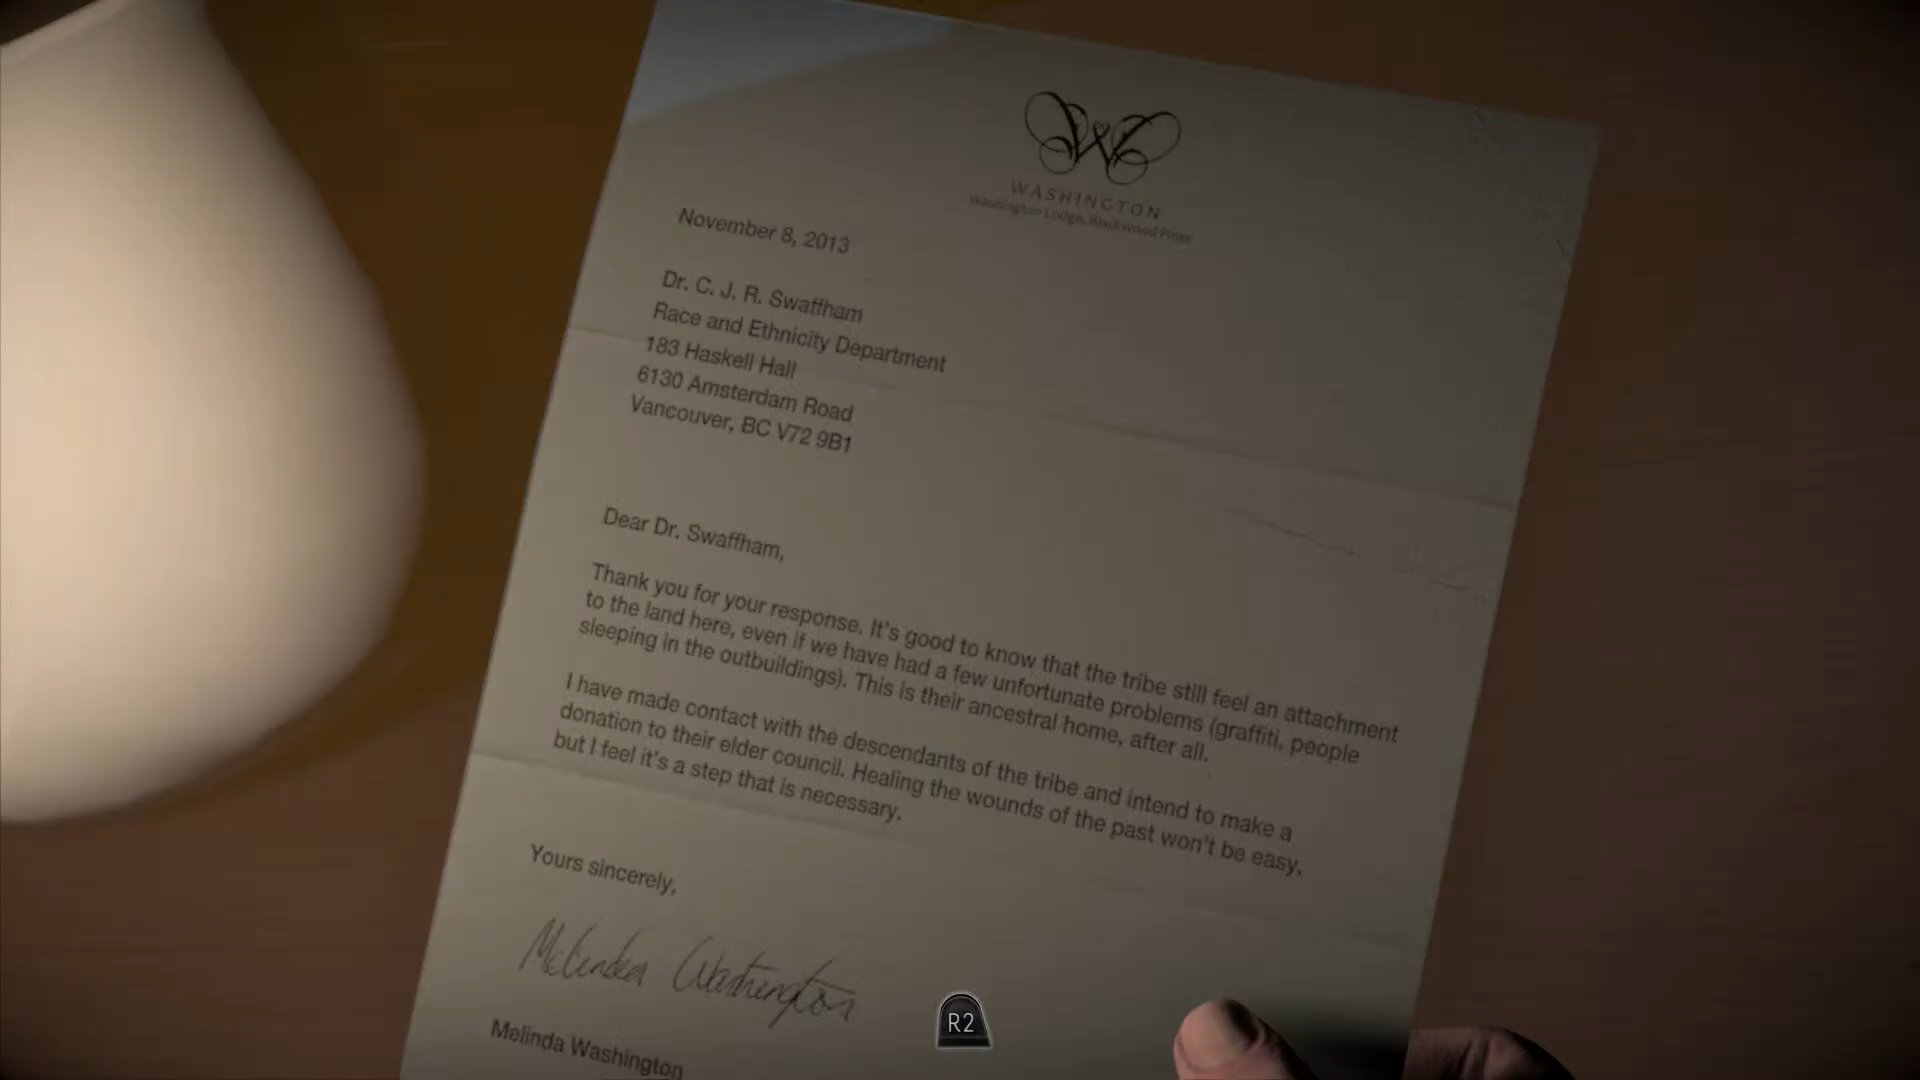 W
WASHINGTON
Washington Lodge, Blackwood Pines
November 8, 2013
Dr. C. J. R. Swaffham
Race and Ethnicity Department
183 Haskell Hall
6130 Amsterdam Road
Vancouver, BC V72 9B1
Dear Dr. Swaffham,
Thank you for your response. It's good to know that the tribe still feel an attachment
to the land here, even if we have had a few unfortunate problems (graffiti, people
sleeping in the outbuildings). This is their ancestral home, after all.
I have made contact with the descendants of the tribe and intend to make a
donation to their elder council. Healing the wounds of the past won't be easy,
but I feel it's a step that is necessary.
Yours sincerely,
Melinda Washington
Melinda Washington
R2